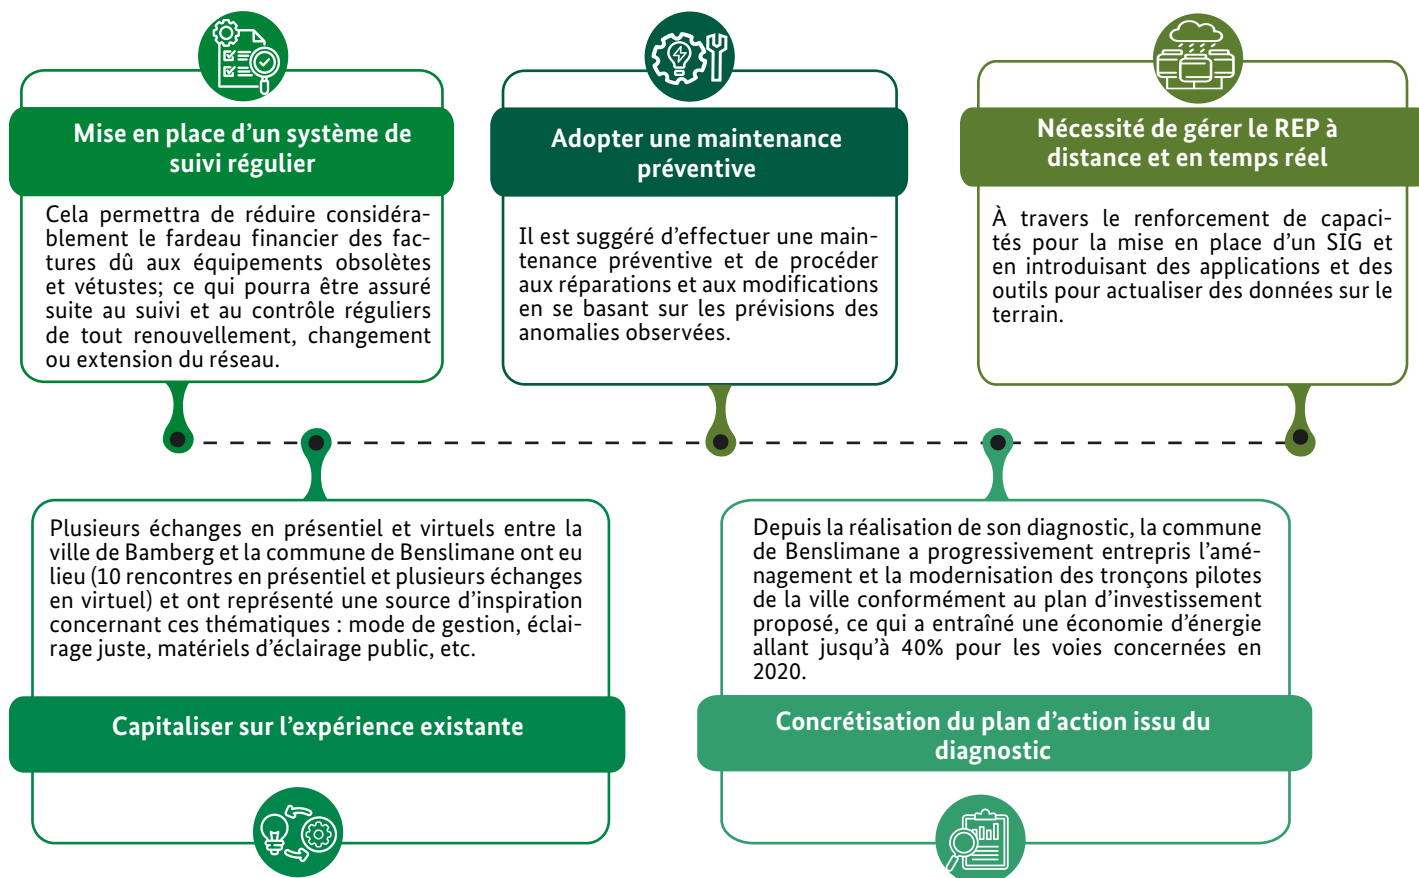 Mise en place d’un système de
suivi régulier
Cela permettra de réduire considéra-
blement le fardeau financier des fac-
tures dû aux équipements obsolètes
et vétustes; ce qui pourra être assuré
suite au suivi et au contrôle réguliers
de tout renouvellement, changement
ou extension du réseau.
Adopter une maintenance
préventive
Il est suggéré d’effectuer une main-
tenance préventive et de procéder
aux réparations et aux modifications
en se basant sur les prévisions des
anomalies observées.
Nécessité de gérer le REP à
distance et en temps réel
À travers le renforcement de capaci-
tés pour la mise en place d’un SIG et
en introduisant des applications et des
outils pour actualiser des données sur le
terrain.
Plusieurs échanges en présentiel et virtuels entre la
ville de Bamberg et la commune de Benslimane ont eu
lieu (10 rencontres en présentiel et plusieurs échanges
en virtuel) et ont représenté une source d’inspiration
concernant ces thématiques : mode de gestion, éclai-
rage juste, matériels d’éclairage public, etc.
Capitaliser sur l’expérience existante
Depuis la réalisation de son diagnostic, la commune
de Benslimane a progressivement entrepris l’amé-
nagement et la modernisation des tronçons pilotes
de la ville conformément au plan d’investissement
proposé, ce qui a entraîné une économie d’énergie
allant jusqu’à 40% pour les voies concernées en
2020.
Concrétisation du plan d’action issu du
diagnostic